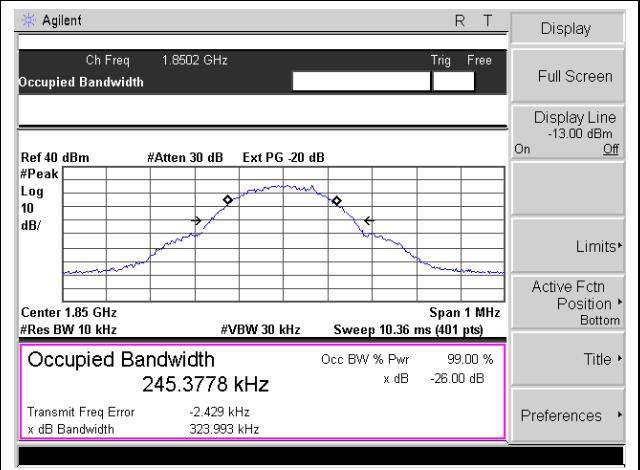 Agilent R T
Ch Freq 1.8502 GHz Trig Free
Occupied Bandwidth
Ref 40 dBm #Atten 30 dB Ext PG -20 dB
#Peak
Log
10
dB/
Center 1.85 GHz Span 1 MHz
#Res BW 10 kHz #VBW 30 kHz Sweep 10.36 ms (401 pts)
Occupied Bandwidth Occ BW % Pwr 99.00 %
245.3778 kHz x dB -26.00 dB
Transmit Freq Error -2.429 kHz
x dB Bandwidth 323.993 kHz
Display
Full Screen
Display Line
-13.00 dBm
On Off
Limits
Active Fctn
Position
Bottom
Title
Preferences